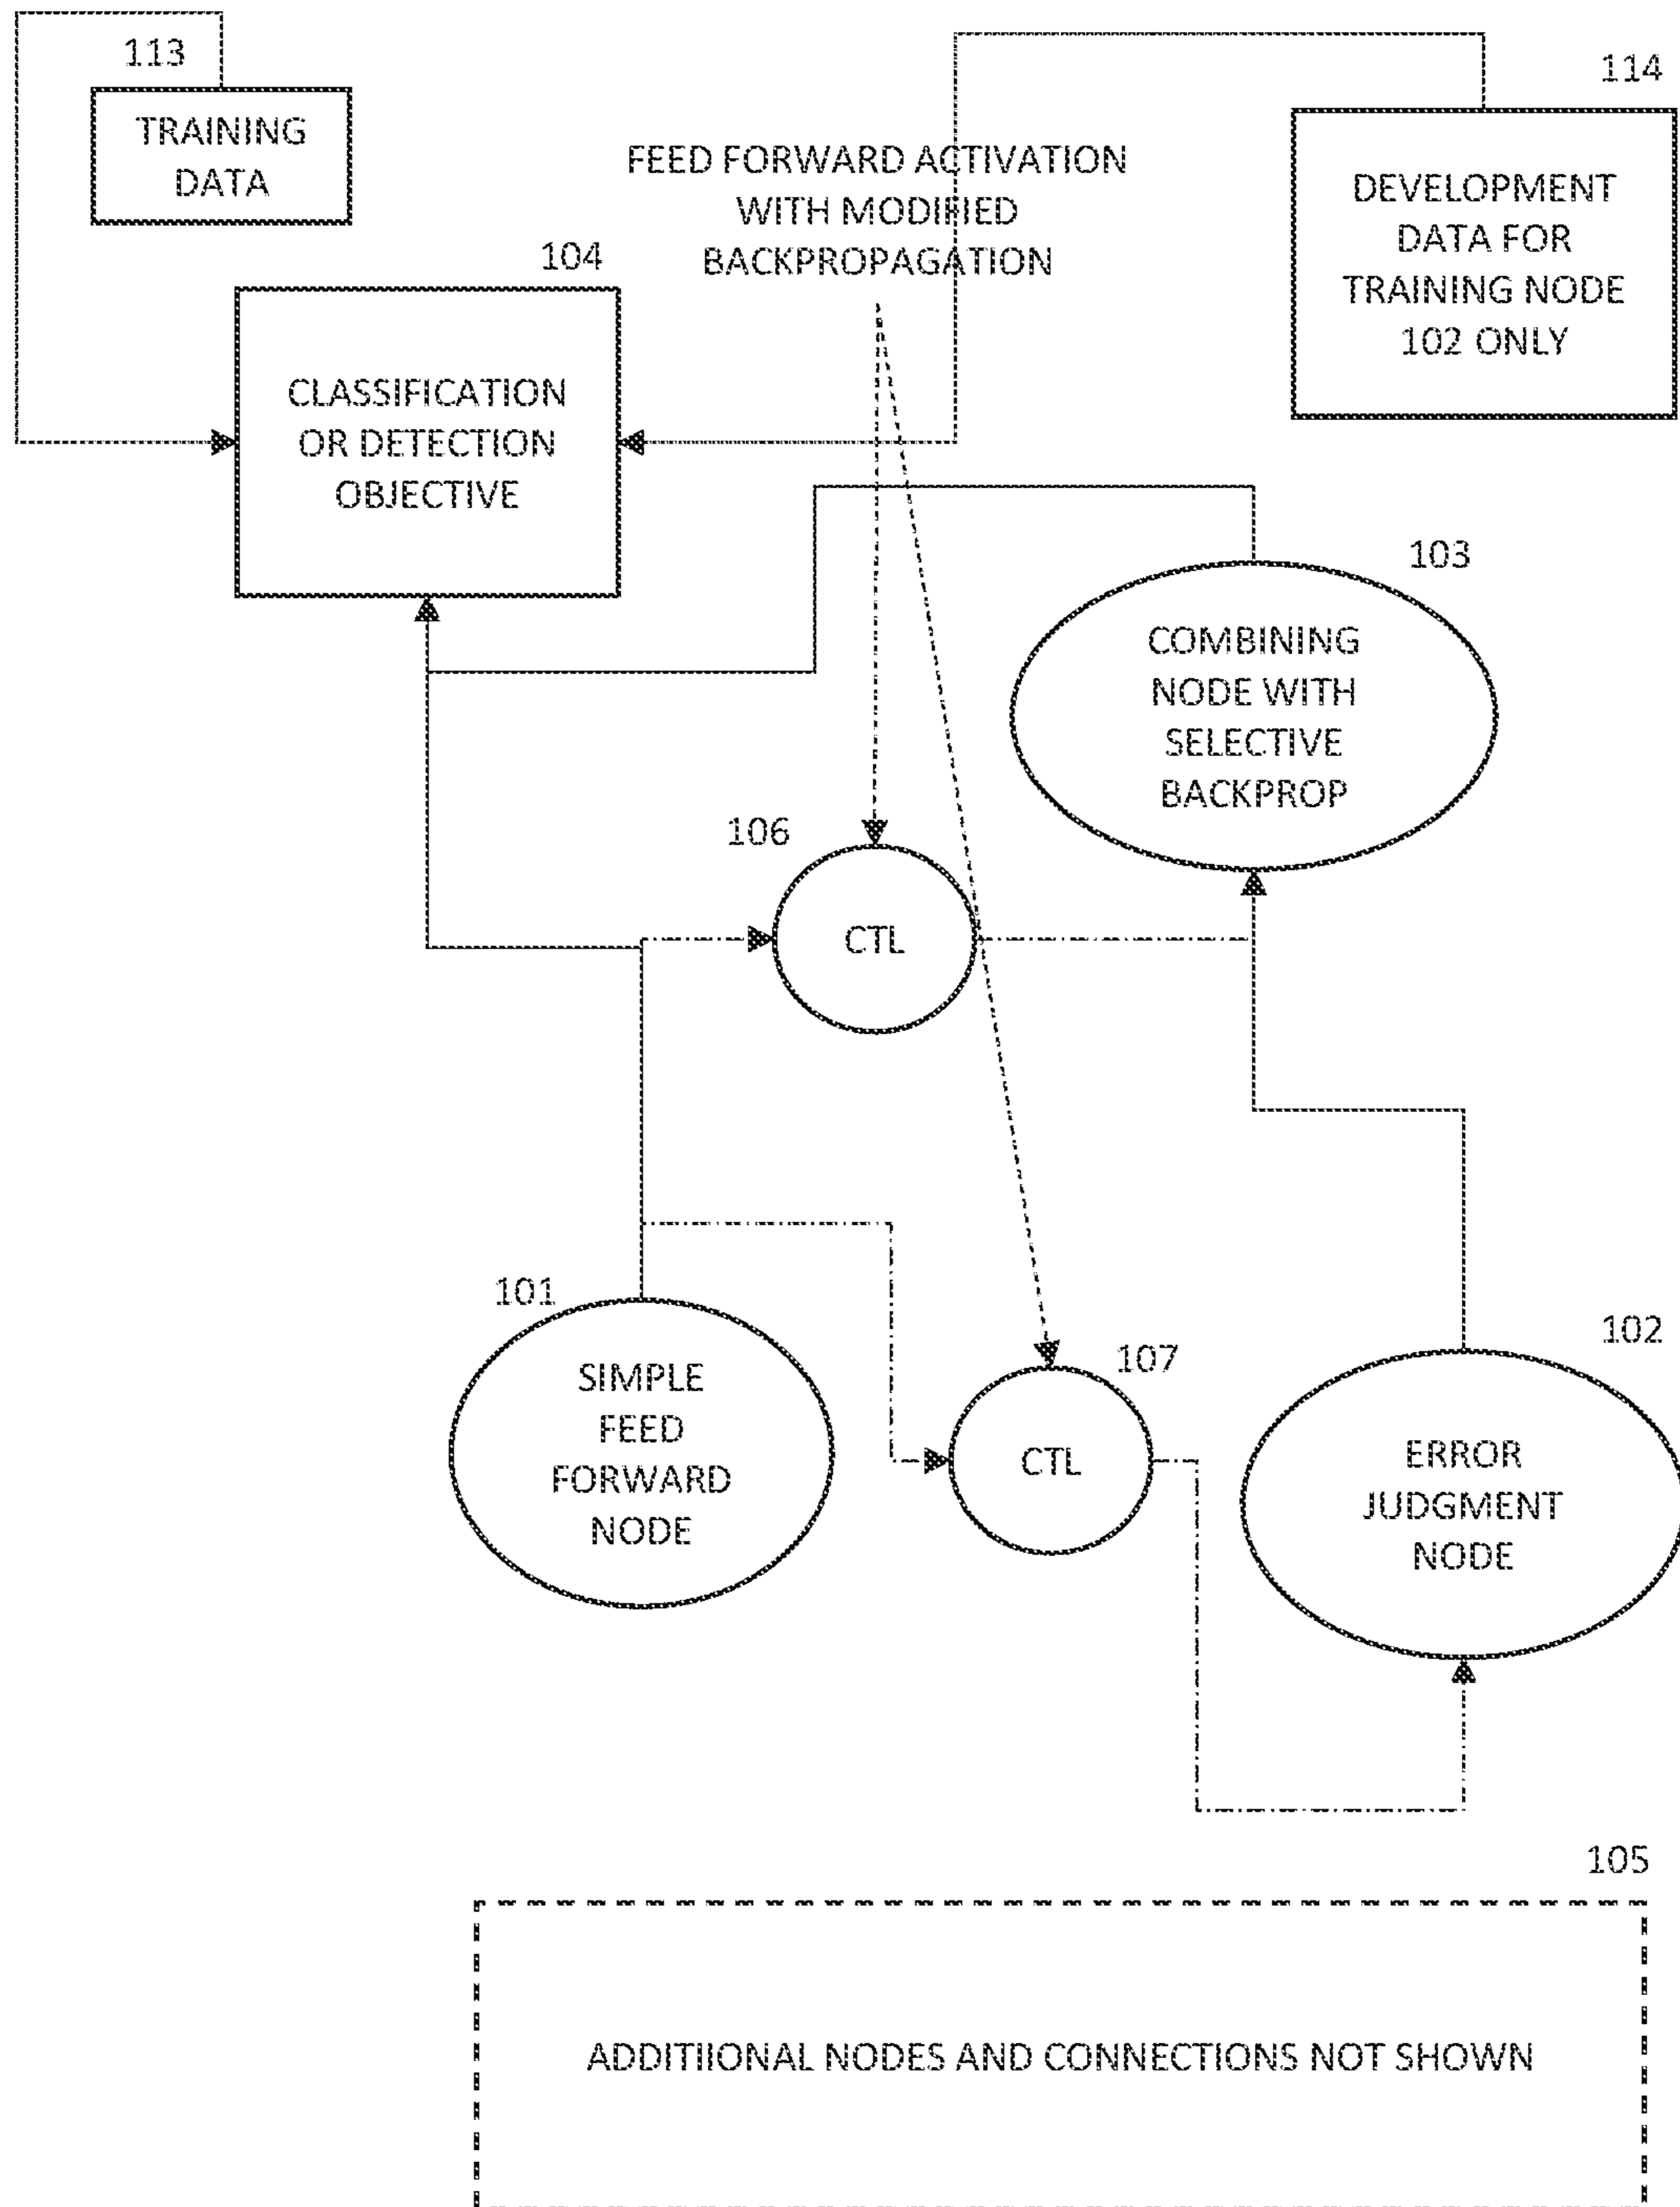 113
TRAINING
DATA
114
DEVELOPMENT
DATA FOR
TRAINING NODE
102 ONLY
FEED FORWARD ACTIVATION
WITH MODIFIED
BACKPROPAGATION
104
CLASSIFICATION
OR DETECTION
OBJECTIVE
103
COMBINING
NODE WITH
SELECTIVE
BACKPROP
106
CTL
101
SIMPLE
FEED
FORWARD
NODE
107
CTL
102
ERROR
JUDGMENT
NODE
105
ADDITIIONAL NODES AND CONNECTIONS NOT SHOWN